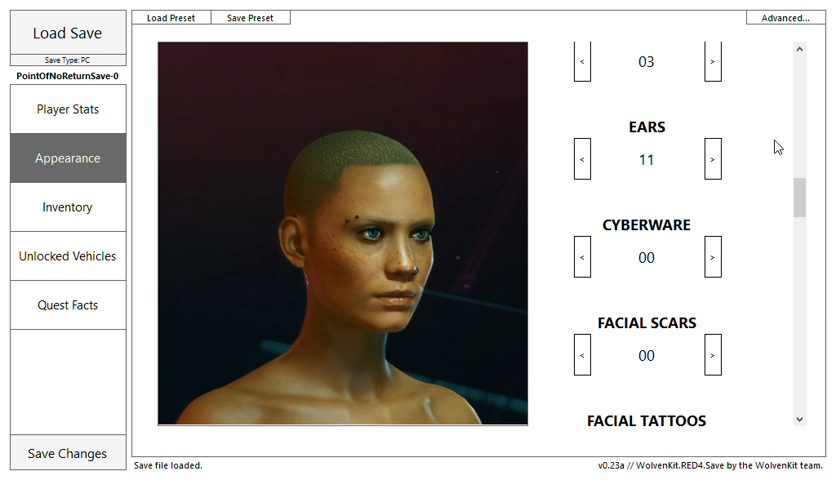 Load Save
Save Type: PC
PointOfNoReturnSave-0
Player Stats
Appearance
Inventory
Unlocked Vehicles
Quest Facts
Save Changes
Load Preset
Save Preset
Advanced...
< 03 >
EARS
< 11 >
CYBERWARE
< 00 >
FACIAL SCARS
< 00 >
FACIAL TATTOOS
Save file loaded.
v0.23a // WolvenKit.RED4.Save by the WolvenKit team.